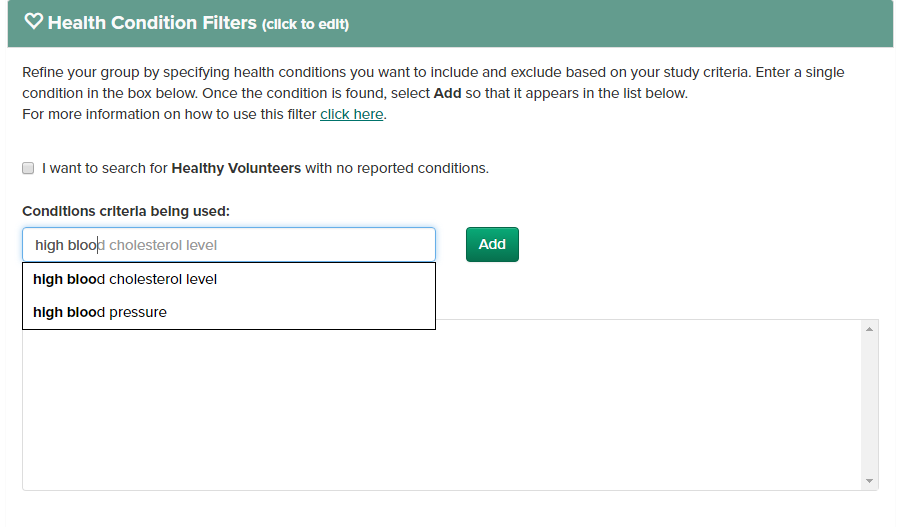 Health Condition Filters (click to edit)
Refine your group by specifying health conditions you want to include and exclude based on your study criteria. Enter a single
condition in the box below. Once the condition is found, select Add so that it appears in the list below.
For more information on how to use this filter click here.
I want to search for Healthy Volunteers with no reported conditions.
Conditions criteria being used:
high blood cholesterol level
Add
high blood cholesterol level
high blood pressure